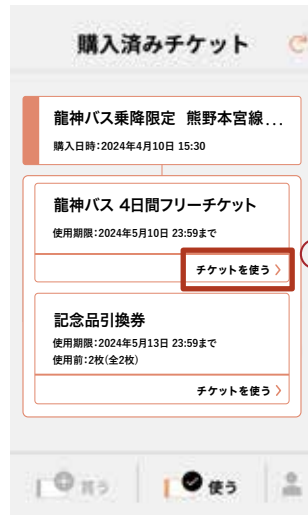 購入済みチケット
龍神バス乗降限定 熊野本宮線...
購入日時:2024年4月10日 15:30
龍神バス 4日間フリーチケット
使用期限:2024年5月10日 23:59まで
チケットを使う 〉
記念品引換券
使用期限:2024年5月13日 23:59まで
使用前:2枚(全2枚)
チケットを使う 〉
買う
使う